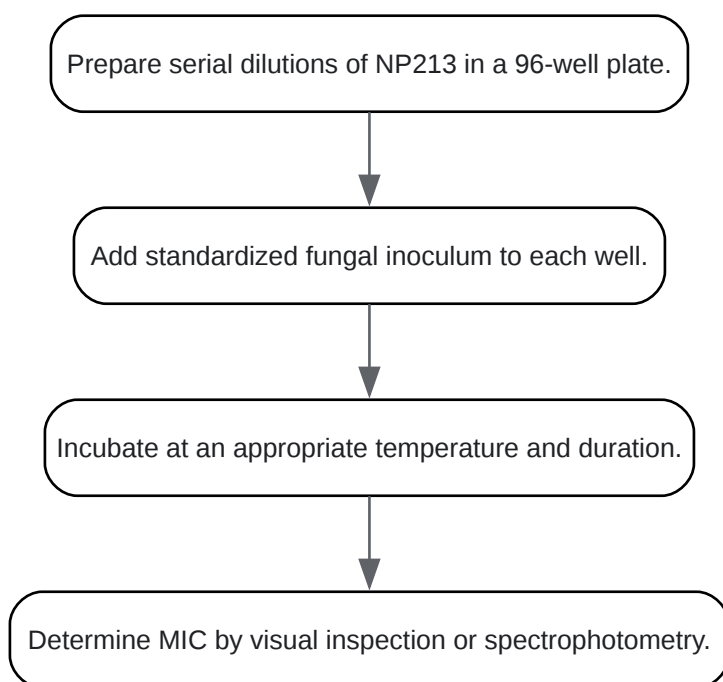 Prepare serial dilutions of NP213 in a 96-well plate.
Add standardized fungal inoculum to each well.
Incubate at an appropriate temperature and duration.
Determine MIC by visual inspection or spectrophotometry.